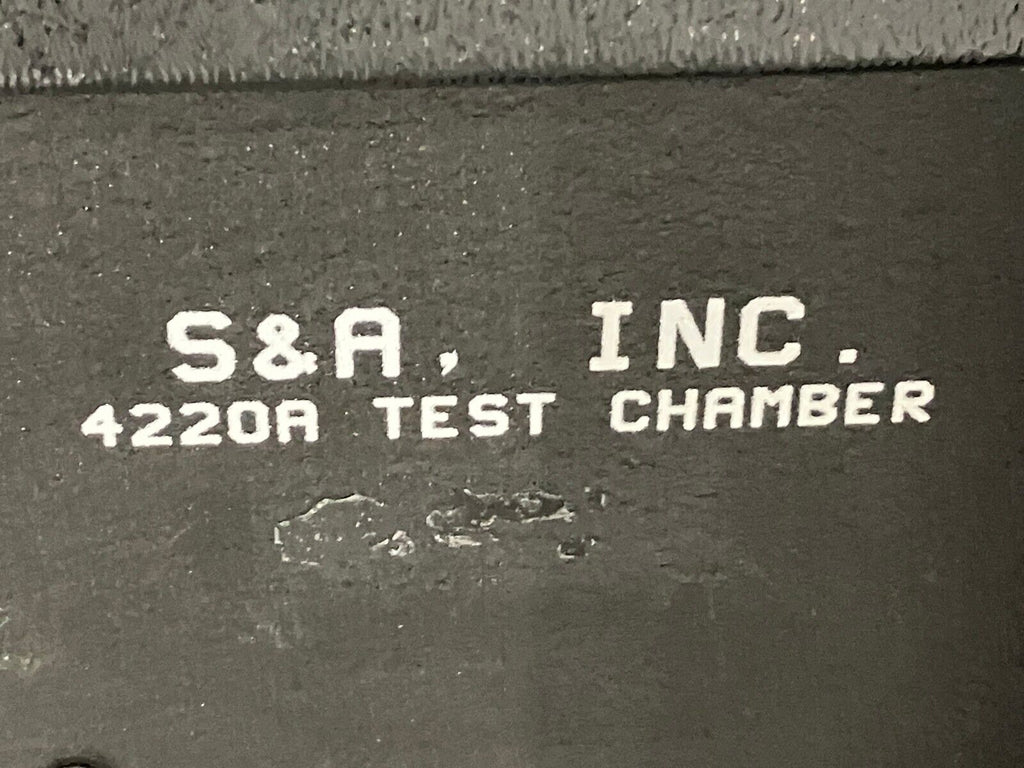 S&A, INC.
4220A TEST CHAMBER